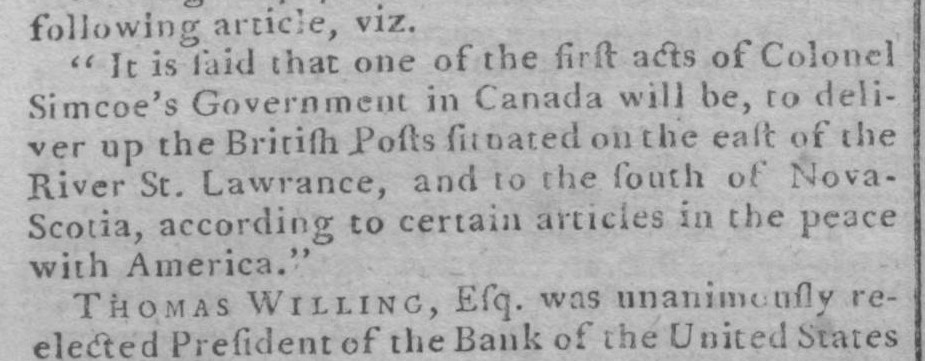 following article, viz.
“ It is ſaid that one of the firſt acts of Colonel
Simcoe’s Government in Canada will be, to deli-
ver up the Britiſh Poſts ſituated on the eaſt of the
River St. Lawrance, and to the ſouth of Nova-
Scotia, according to certain articles in the peace
with America.”
THOMAS WILLING, Eſq. was unanimouſly re-
elected Preſident of the Bank of the United States